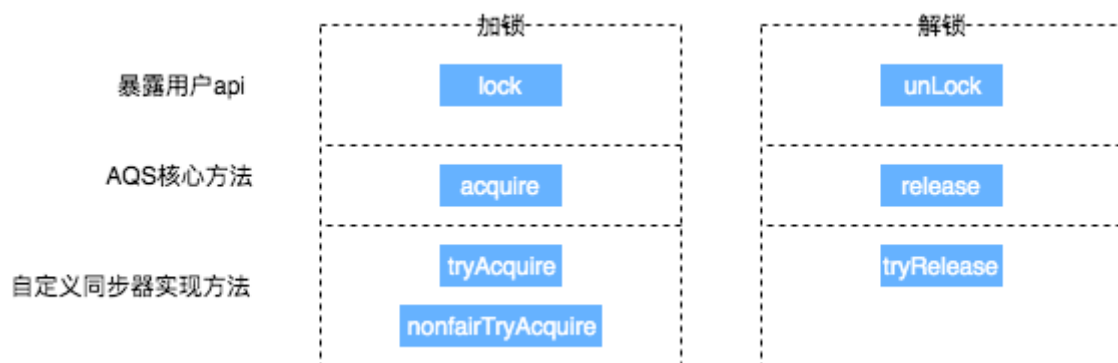 加锁
解锁
暴露用户api
lock
unLock
AQS核心方法
acquire
release
自定义同步器实现方法
tryAcquire
tryRelease
nonfairTryAcquire